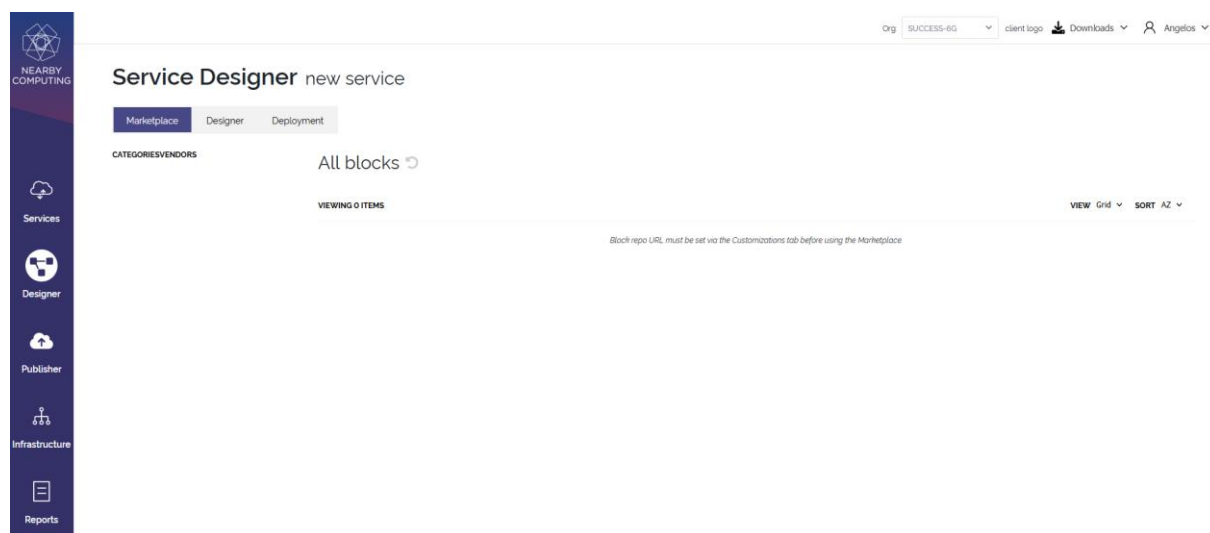 NEARBY
COMPUTING
Org SUCCESS-6G client logo Downloads Angelos
Service Designer new service
Marketplace Designer Deployment
CATEGORIESVENDORS
All blocks
VIEWING 0 ITEMS
VIEW Grid SORT AZ
Block repo URL must be set via the Customizations tab before using the Marketplace
Services
Designer
Publisher
Infrastructure
Reports